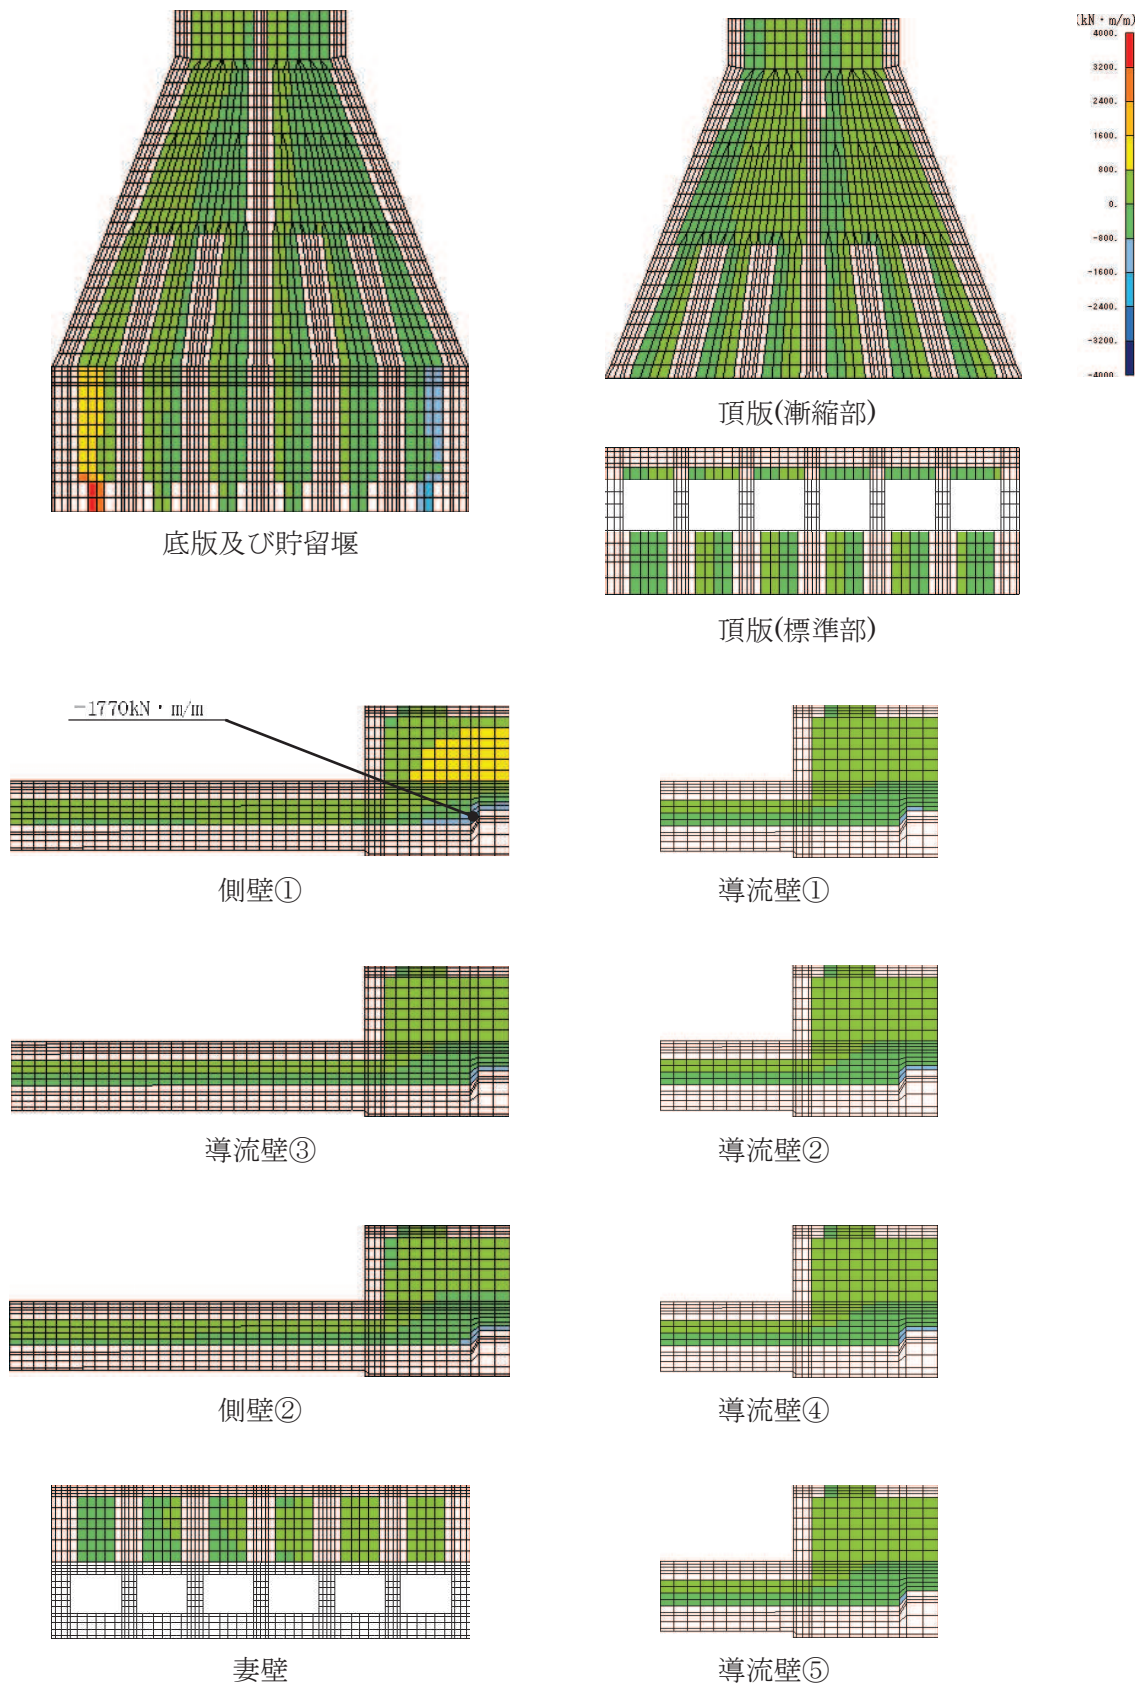 (kN・m/m)
4000.
3200.
2400.
1600.
800.
0.
-800.
-1600.
-2400.
-3200.
-4000.
底版及び貯留堰
頂版(漸縮部)
頂版(標準部)
-1770kN・m/m
側壁①
導流壁①
導流壁③
導流壁②
側壁②
導流壁④
妻壁
導流壁⑤